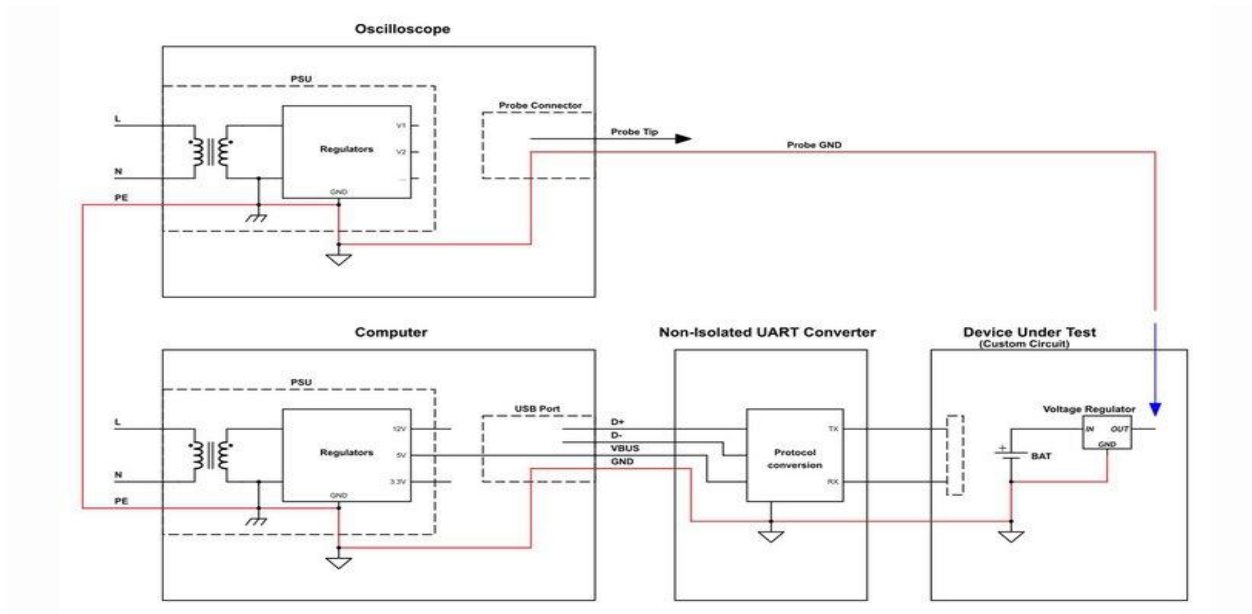 Oscilloscope
PSU
L
N
PE
Regulators
V1
V2
...
GND
Probe Connector
Probe Tip
Probe GND
Computer
PSU
L
N
PE
Regulators
12V
5V
3.3V
GND
USB Port
D+
D-
VBUS
GND
Non-Isolated UART Converter
Protocol
conversion
TX
RX
Device Under Test
(Custom Circuit)
Voltage Regulator
IN OUT
GND
+
BAT